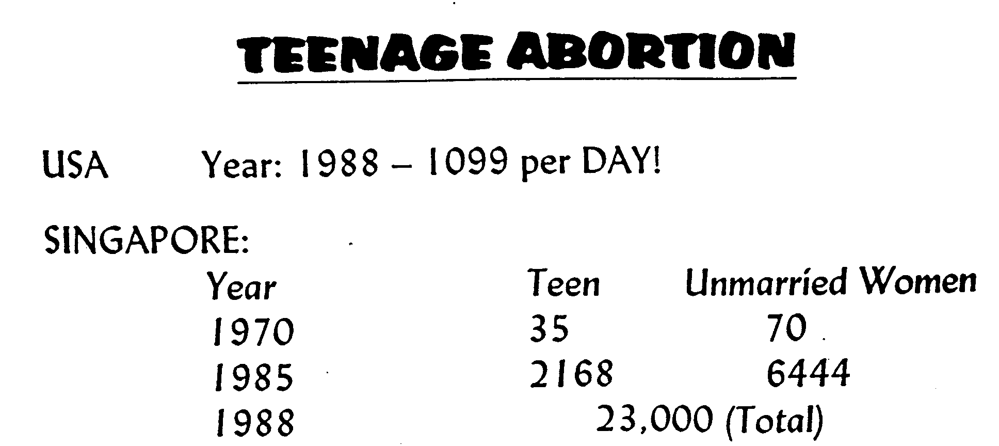 TEENAGE ABORTION
USA Year: 1988 – 1099 per DAY!
SINGAPORE:
Year Teen Unmarried Women
1970 35 70
1985 2168 6444
1988 23,000 (Total)